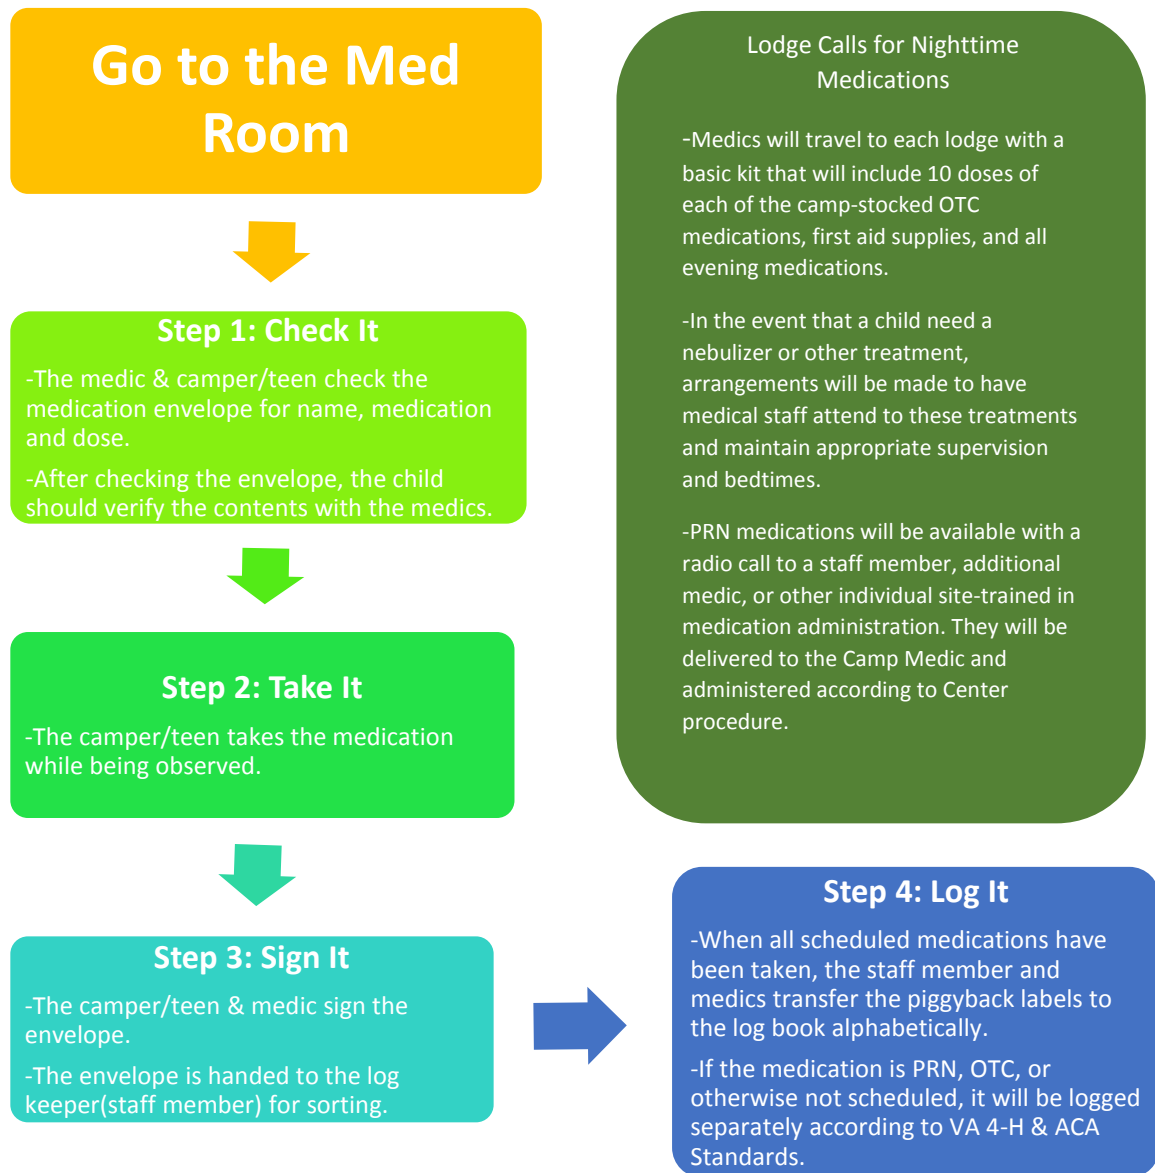 Go to the Med
Room
Step 1: Check It
-The medic & camper/teen check the
medication envelope for name, medication
and dose.
-After checking the envelope, the child
should verify the contents with the medics.
Step 2: Take It
-The camper/teen takes the medication
while being observed.
Step 3: Sign It
-The camper/teen & medic sign the
envelope.
-The envelope is handed to the log
keeper(staff member) for sorting.
Step 4: Log It
-When all scheduled medications have
been taken, the staff member and
medics transfer the piggyback labels to
the log book alphabetically.
-If the medication is PRN, OTC, or
otherwise not scheduled, it will be logged
separately according to VA 4-H & ACA
Standards.
Lodge Calls for Nighttime
Medications
-Medics will travel to each lodge with a
basic kit that will include 10 doses of
each of the camp-stocked OTC
medications, first aid supplies, and all
evening medications.
-In the event that a child need a
nebulizer or other treatment,
arrangements will be made to have
medical staff attend to these treatments
and maintain appropriate supervision
and bedtimes.
-PRN medications will be available with a
radio call to a staff member, additional
medic, or other individual site-trained in
medication administration. They will be
delivered to the Camp Medic and
administered according to Center
procedure.